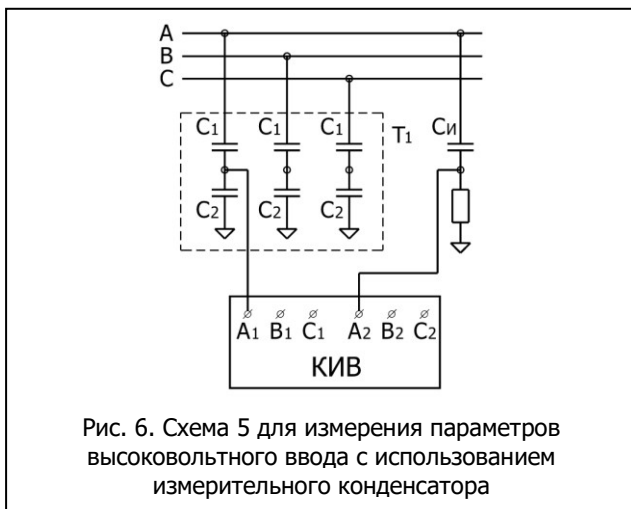 A
B
C
C1 C1 C1 T1 CИ
C2 C2 C2
A1 B1 C1 A2 B2 C2
КИВ
Рис. 6. Схема 5 для измерения параметров
высоковольтного ввода с использованием
измерительного конденсатора